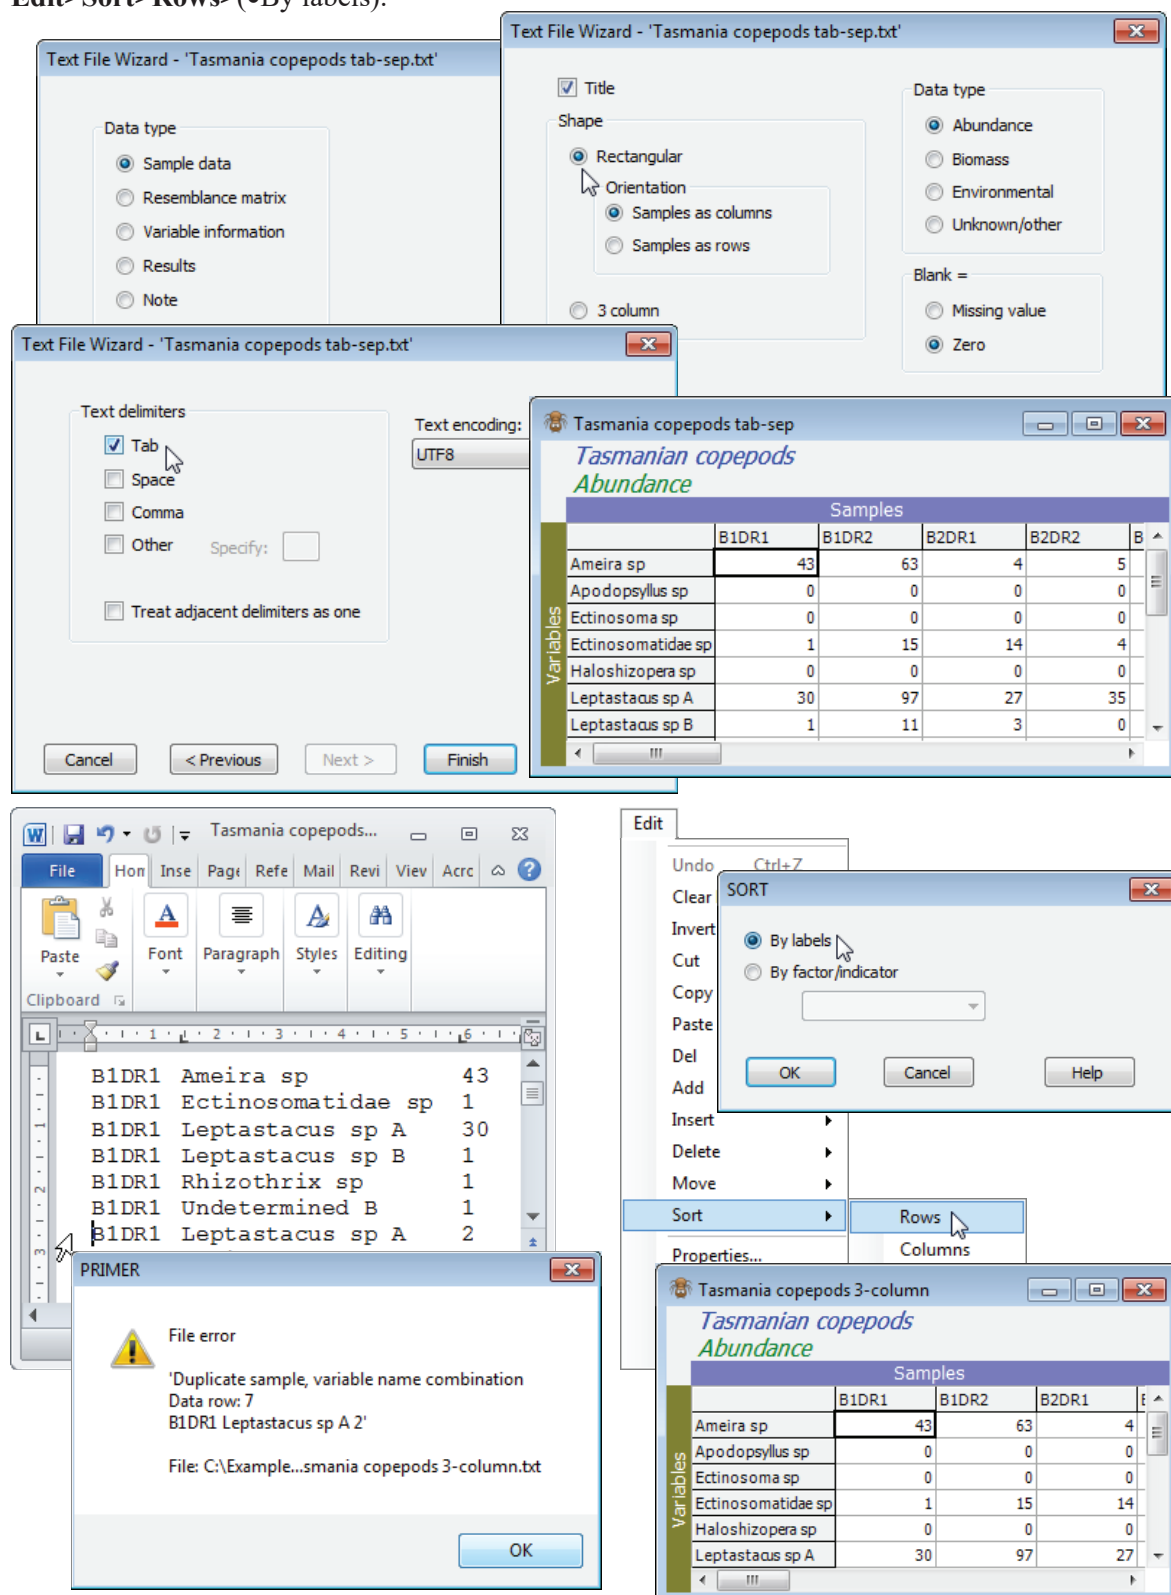 Edit>Sort>Rows>(•By labels).
Text File Wizard - 'Tasmania copepods tab-sep.txt'
Data type
Sample data
Resemblance matrix
Variable information
Results
Note
Text File Wizard - 'Tasmania copepods tab-sep.txt'
Title
Shape
Rectangular
Orientation
Samples as columns
Samples as rows
3 column
Data type
Abundance
Biomass
Environmental
Unknown/other
Blank =
Missing value
Zero
Text File Wizard - 'Tasmania copepods tab-sep.txt'
Text delimiters
Tab
Space
Comma
Other Specify:
Treat adjacent delimiters as one
Text encoding:
UTF8
Cancel < Previous Next > Finish
Tasmania copepods tab-sep
Tasmanian copepods
Abundance
Samples
Variables
B1DR1 B1DR2 B2DR1 B2DR2 B
Ameira sp 43 63 4 5
Apodopsyllus sp 0 0 0 0
Ectinosoma sp 0 0 0 0
Ectinosomatidae sp 1 15 14 4
Haloshizopera sp 0 0 0 0
Leptastacus sp A 30 97 27 35
Leptastacus sp B 1 11 3 0
W Tasmania copepods...
File Hom Inse Page Refe Mail Revi View Acro
Paste Font Paragraph Styles Editing
Clipboard
1 2 3 4 5 6
B1DR1 Ameira sp 43
B1DR1 Ectinosomatidae sp 1
B1DR1 Leptastacus sp A 30
B1DR1 Leptastacus sp B 1
B1DR1 Rhizothrix sp 1
B1DR1 Undetermined B 1
B1DR1 Leptastacus sp A 2
PRIMER
File error
'Duplicate sample, variable name combination
Data row: 7
B1DR1 Leptastacus sp A 2'
File: C:\Example...smania copepods 3-column.txt
OK
Edit
Undo Ctrl+Z
Clear
Invert
Cut
Copy
Paste
Del
Add
Insert
Delete
Move
Sort
Properties...
Rows
Columns
SORT
By labels
By factor/indicator
OK Cancel Help
Tasmania copepods 3-column
Tasmanian copepods
Abundance
Samples
Variables
B1DR1 B1DR2 B2DR1
Ameira sp 43 63 4
Apodopsyllus sp 0 0 0
Ectinosoma sp 0 0 0
Ectinosomatidae sp 1 15 14
Haloshizopera sp 0 0 0
Leptastacus sp A 30 97 27